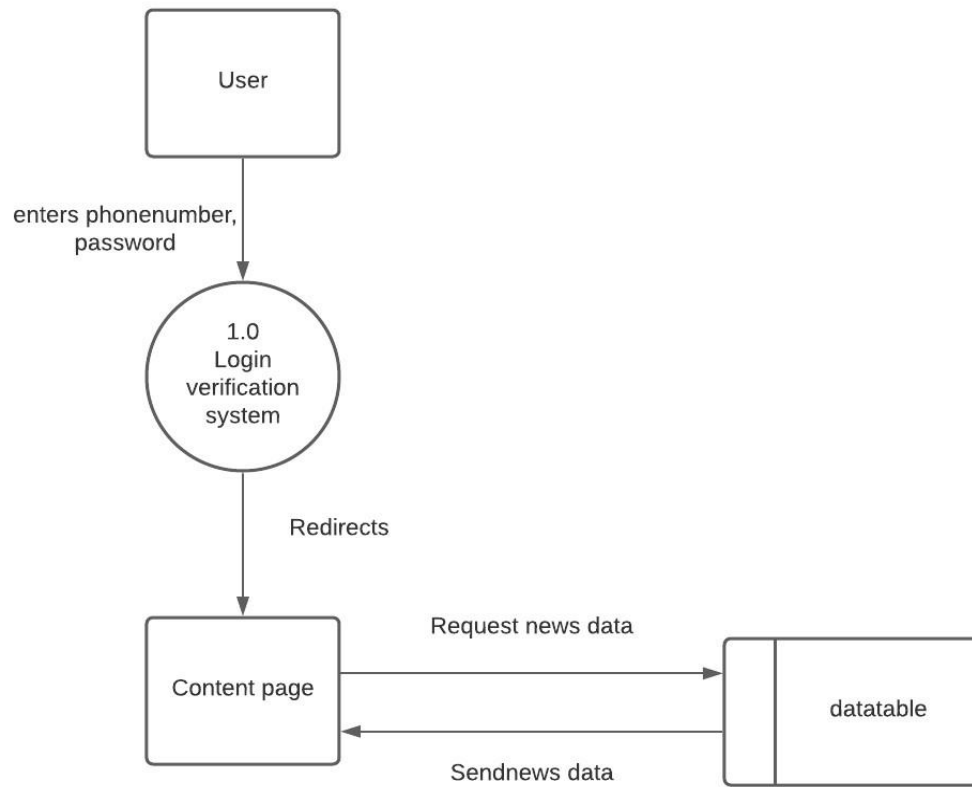 User
enters phonenumber,
password
1.0
Login
verification
system
Redirects
Request news data
Content page
datatable
Sendnews data